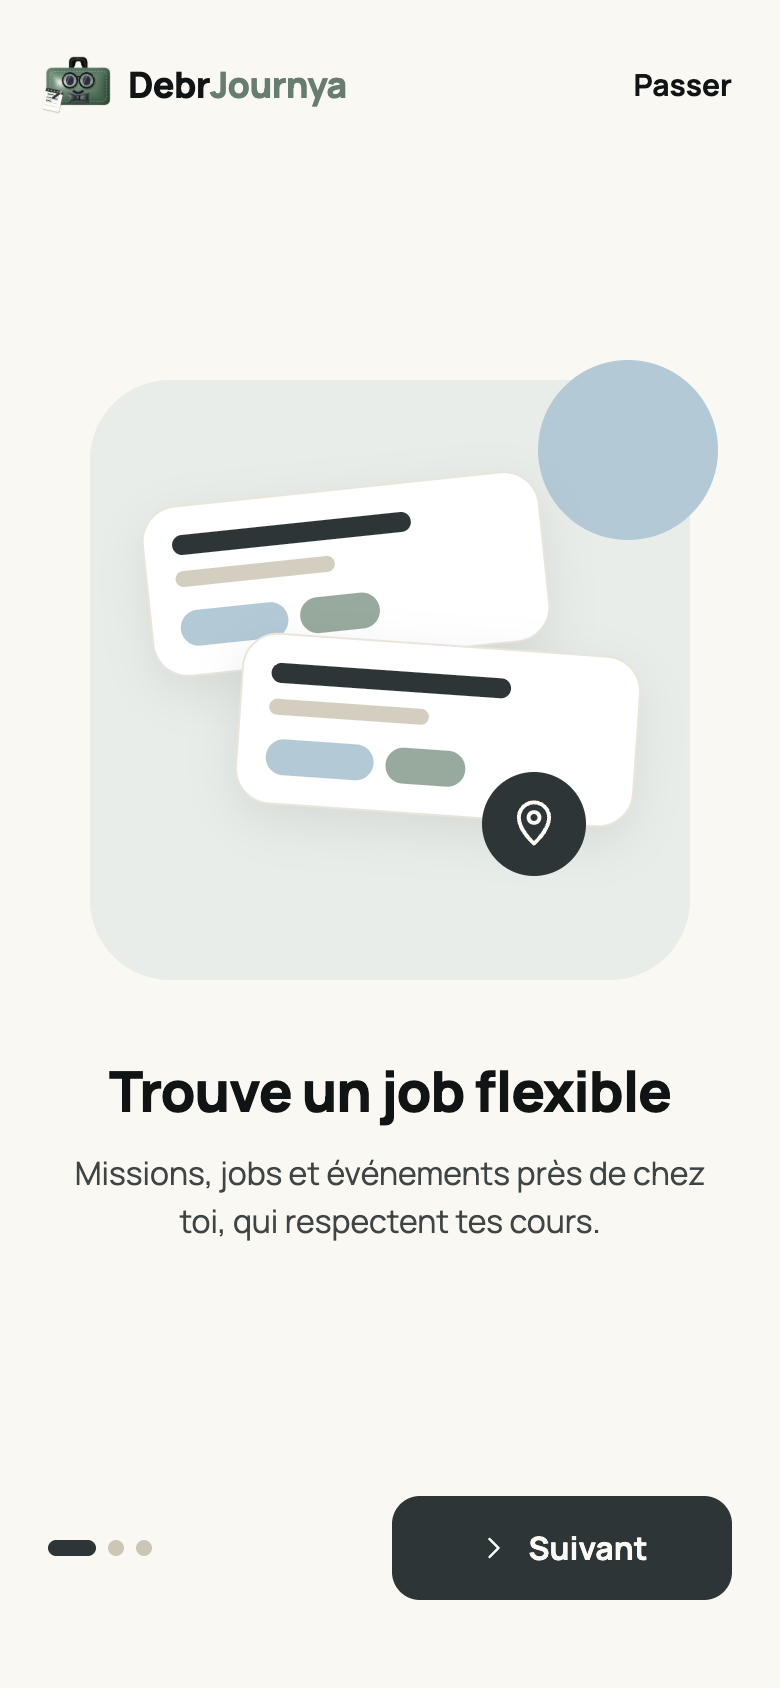 DebrJournya
Passer
Trouve un job flexible
Missions, jobs et événements près de chez
toi, qui respectent tes cours.
Suivant